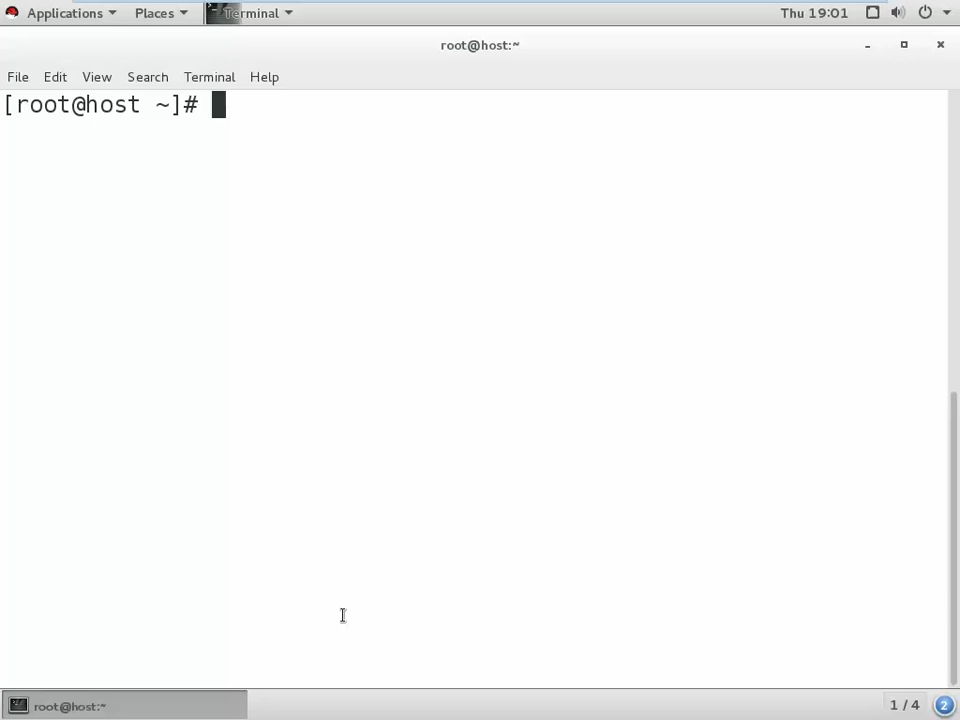 Applications Places Terminal Thu 19:01
root@host:~
File Edit View Search Terminal Help
[root@host ~]#
root@host:~ 1 / 4 2